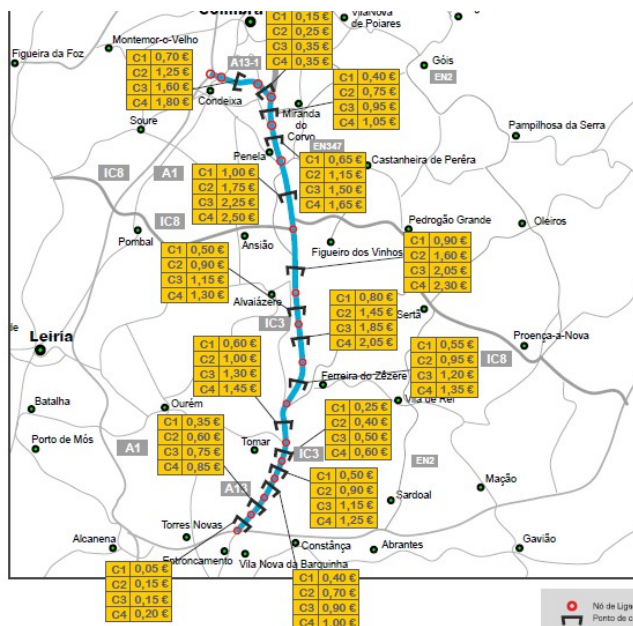 Coimbra
Vila Nova
de Poiares
Figueira da Foz
Montemor-o-Velho
Góis
EN2
C1 0,15 €
C2 0,25 €
C3 0,35 €
C4 0,35 €
A13-1
C1 0,70 €
C2 1,25 €
C3 1,60 €
C4 1,80 €
C1 0,40 €
C2 0,75 €
C3 0,95 €
C4 1,05 €
Condeixa
Soure
Miranda
do
Corvo
Pampilhosa da Serra
Penela
EN347
C1 0,65 €
C2 1,15 €
C3 1,50 €
C4 1,65 €
Castanheira de Perêra
IC8
A1
C1 1,00 €
C2 1,75 €
C3 2,25 €
C4 2,50 €
IC8
Pombal
Ansião
Pedrogão Grande
Oleiros
Figueiro dos Vinhos
C1 0,90 €
C2 1,60 €
C3 2,05 €
C4 2,30 €
C1 0,50 €
C2 0,90 €
C3 1,15 €
C4 1,30 €
Alvaiázere
C1 0,80 €
C2 1,45 €
C3 1,85 €
C4 2,05 €
Sertã
IC3
de
Leiria
Proença-a-Nova
C1 0,60 €
C2 1,00 €
C3 1,30 €
C4 1,45 €
C1 0,55 €
C2 0,95 €
C3 1,20 €
C4 1,35 €
IC8
Ferreira do Zêzere
Vila de Rei
Batalha
Ourém
C1 0,35 €
C2 0,60 €
C3 0,75 €
C4 0,85 €
C1 0,25 €
C2 0,40 €
C3 0,50 €
C4 0,60 €
Porto de Mós
A1
Tomar
IC3
EN2
C1 0,50 €
C2 0,90 €
C3 1,15 €
C4 1,25 €
A13
Mação
Sardoal
Torres Novas
Alcanena
Entroncamento
Constânça
Abrantes
Gavião
Vila Nova da Barquinha
C1 0,05 €
C2 0,15 €
C3 0,15 €
C4 0,20 €
C1 0,40 €
C2 0,70 €
C3 0,90 €
C4 1,00 €
Nó de
Ponto de